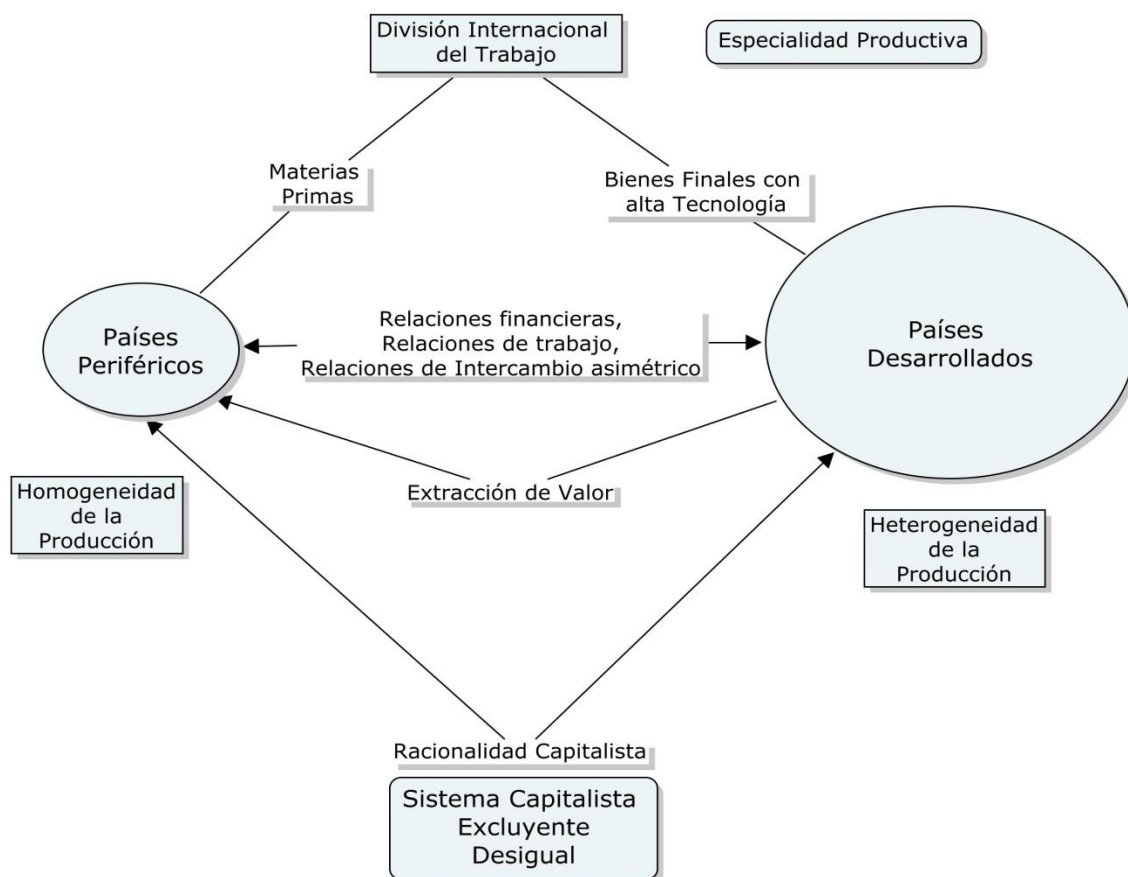 División Internacional
del Trabajo
Especialidad Productiva
Materias
Primas
Bienes Finales con
alta Tecnología
Países
Periféricos
Relaciones financieras,
Relaciones de trabajo,
Relaciones de Intercambio asimétrico
Países
Desarrollados
Extracción de Valor
Homogeneidad
de la
Producción
Heterogeneidad
de la
Producción
Racionalidad Capitalista
Sistema Capitalista
Excluyente
Desigual